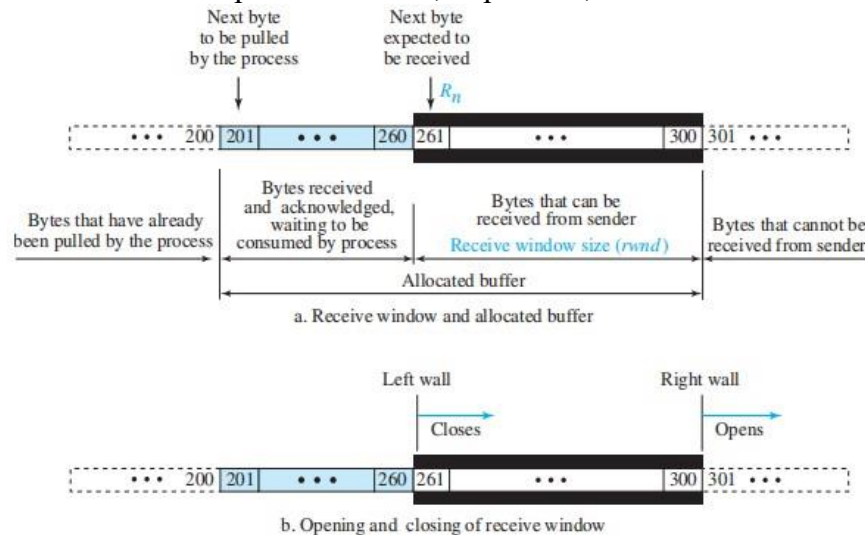 Next byte
to be pulled
by the process
Next byte
expected to
be received
Rn
• • • 200 201 • • • 260 261 • • • 300 301 • • •
Bytes that have already
been pulled by the process
Bytes received
and acknowledged,
waiting to be
consumed by process
Bytes that can be
received from sender
Receive window size (rwnd)
Bytes that cannot be
received from sender
Allocated buffer
a. Receive window and allocated buffer
Left wall
Right wall
Closes
Opens
• • • 200 201 • • • 260 261 • • • 300 301 • • •
b. Opening and closing of receive window